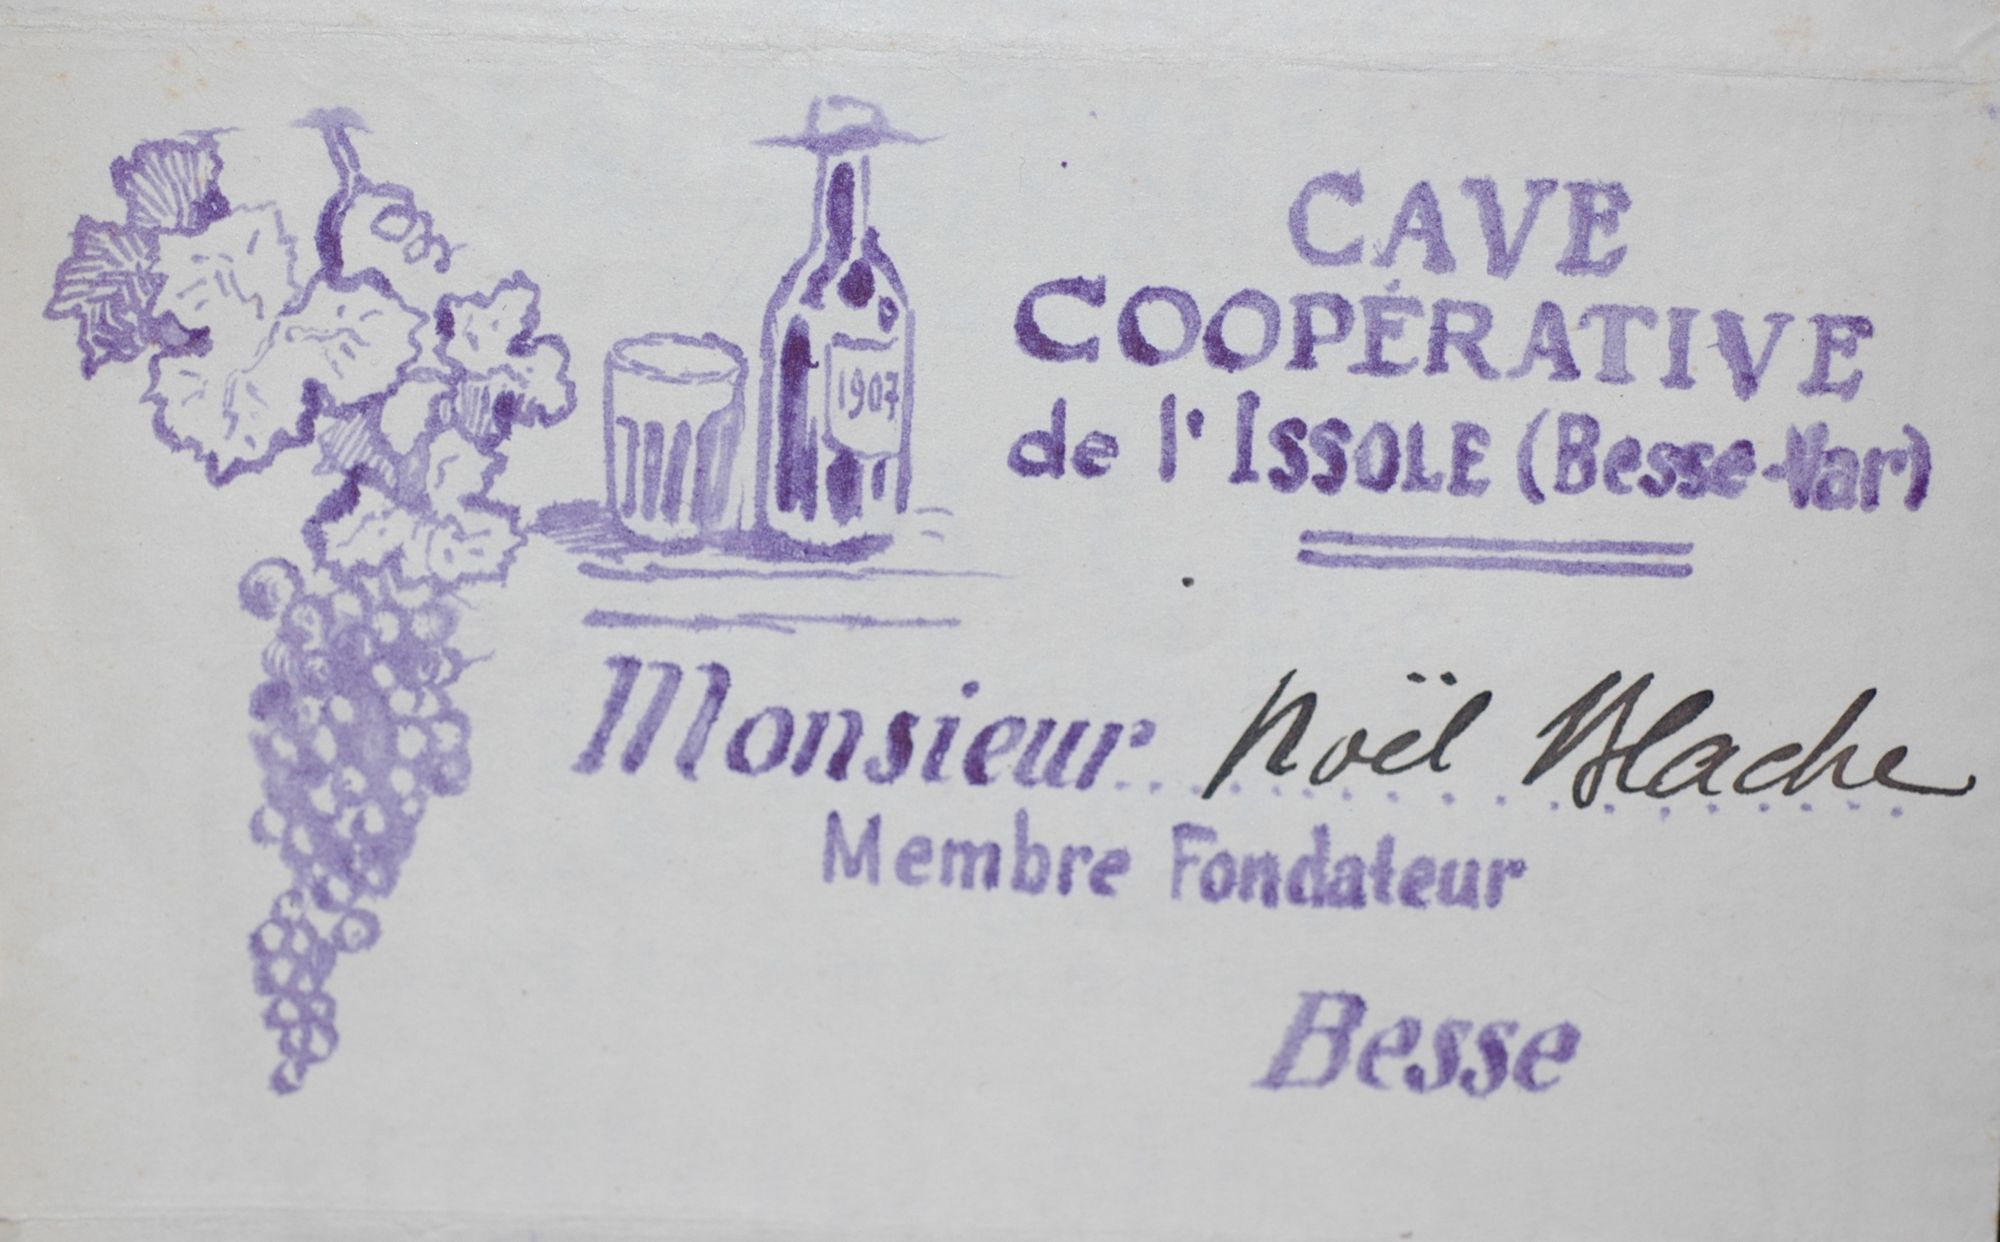 1907
CAVE
COOPÉRATIVE
de l'ISSOLE (Besse-Var)
Monsieur Noël Blache
Membre Fondateur
Besse